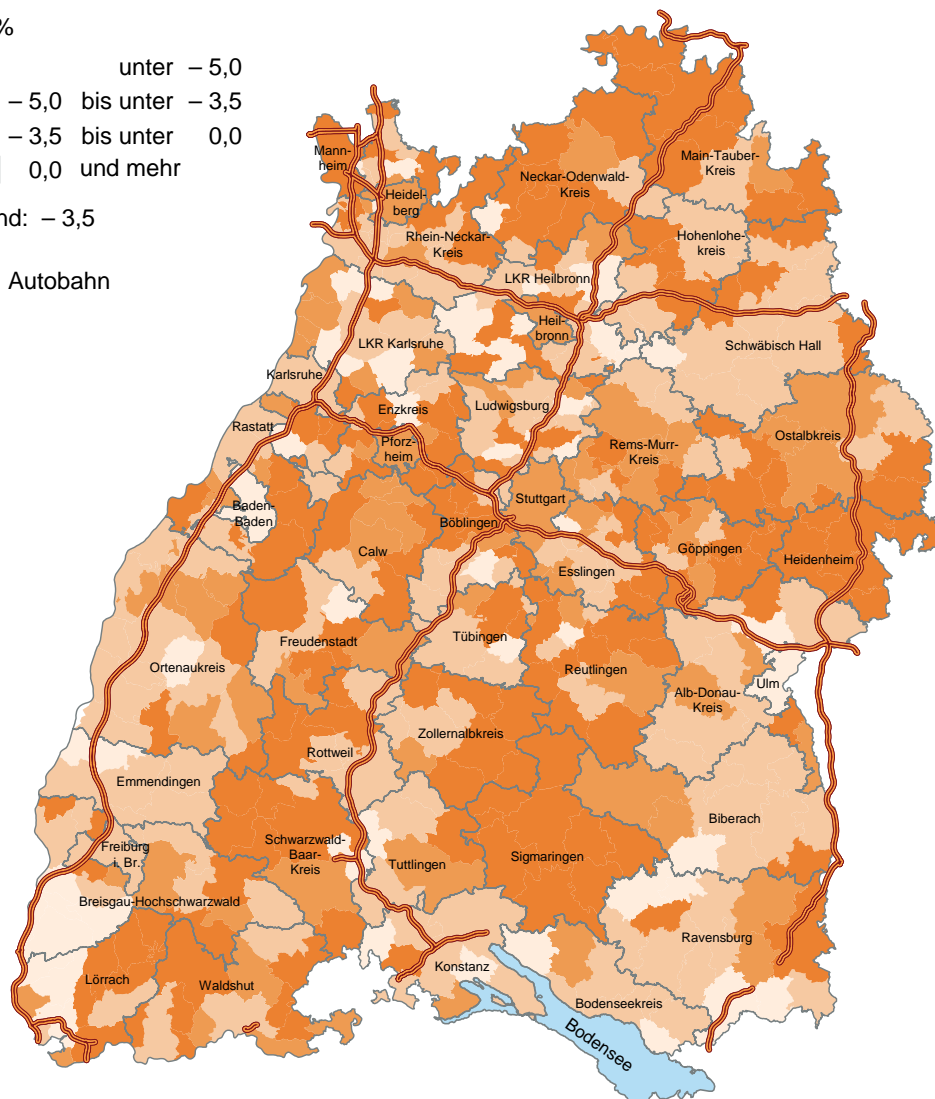 %
unter – 5,0
– 5,0 bis unter – 3,5
– 3,5 bis unter 0,0
0,0 und mehr
nd: – 3,5
Autobahn
Mann-
heim
Heidel-
berg
Rhein-Neckar-
Kreis
Neckar-Odenwald-
Kreis
Main-Tauber-
Kreis
Hohenlohe-
kreis
LKR Heilbronn
Heil-
bronn
Schwäbisch Hall
LKR Karlsruhe
Karlsruhe
Enzkreis
Ludwigsburg
Rastatt
Pforz-
heim
Rems-Murr-
Kreis
Ostalbkreis
Baden-
Baden
Stuttgart
Böblingen
Calw
Göppingen
Heidenheim
Esslingen
Freudenstadt
Tübingen
Ortenaukreis
Reutlingen
Alb-Donau-
Kreis
Ulm
Zollernalbkreis
Rottweil
Emmendingen
Biberach
Freiburg
i. Br.
Schwarzwald-
Baar-
Kreis
Tuttlingen
Sigmaringen
Breisgau-Hochschwarzwald
Ravensburg
Lörrach
Waldshut
Konstanz
Bodenseekreis
Bodensee